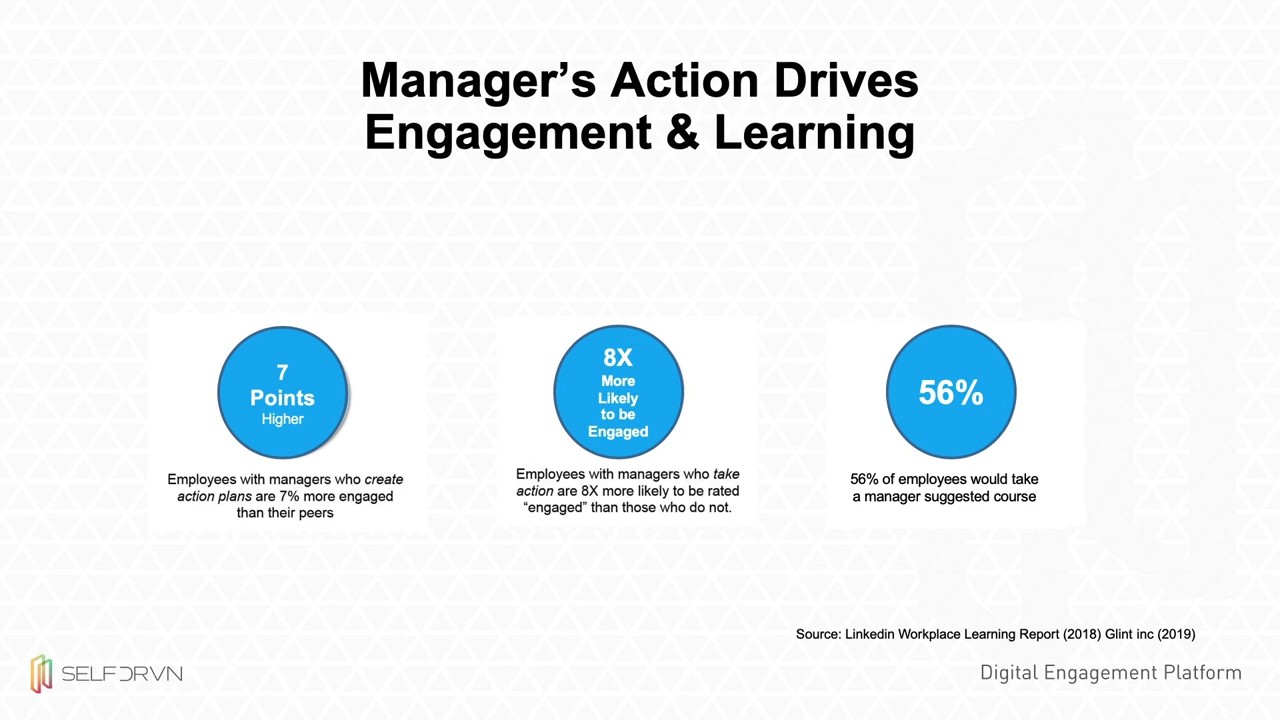 Manager’s Action Drives
Engagement & Learning
7
Points
Higher
Employees with managers who create
action plans are 7% more engaged
than their peers
8X
More
Likely
to be
Engaged
Employees with managers who take
action are 8X more likely to be rated
“engaged” than those who do not.
56%
56% of employees would take
a manager suggested course
Source: Linkedin Workplace Learning Report (2018) Glint inc (2019)
SELFDRVN
Digital Engagement Platform